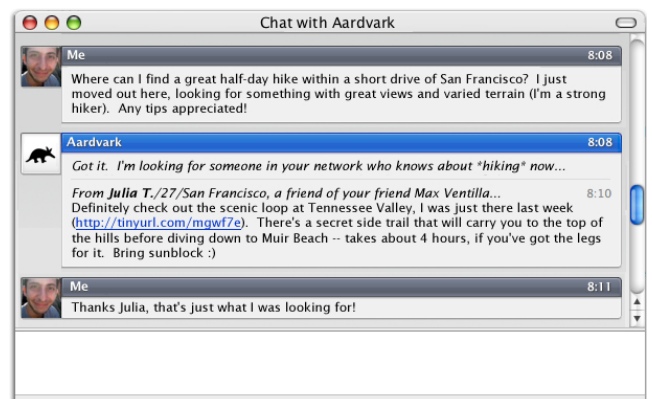 Chat with Aardvark
Me 8:08
Where can I find a great half-day hike within a short drive of San Francisco? I just
moved out here, looking for something with great views and varied terrain (I'm a strong
hiker). Any tips appreciated!
Aardvark 8:08
Got it. I'm looking for someone in your network who knows about *hiking* now...
From Julia T./27/San Francisco, a friend of your friend Max Ventilla... 8:10
Definitely check out the scenic loop at Tennessee Valley, I was just there last week
(http://tinyurl.com/mgwf7e). There's a secret side trail that will carry you to the top of
the hills before diving down to Muir Beach -- takes about 4 hours, if you've got the legs
for it. Bring sunblock :)
Me 8:11
Thanks Julia, that's just what I was looking for!